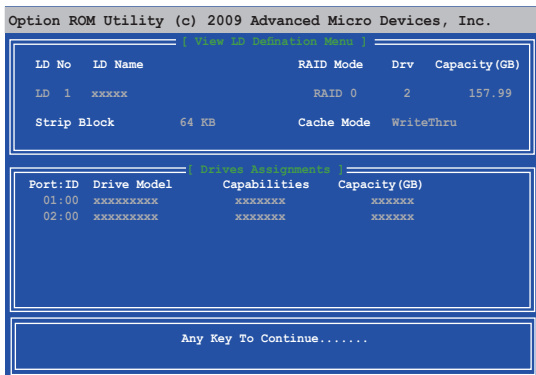 Option ROM Utility (c) 2009 Advanced Micro Devices, Inc.
[ View LD Defination Menu ]
LD No LD Name RAID Mode Drv Capacity(GB)
LD 1 xxxxx RAID 0 2 157.99
Strip Block 64 KB Cache Mode WriteThru
[ Drives Assignments ]
Port:ID Drive Model Capabilities Capacity(GB)
01:00 xxxxxxxxx xxxxxxx xxxxxx
02:00 xxxxxxxxx xxxxxxx xxxxxx
Any Key To Continue.......